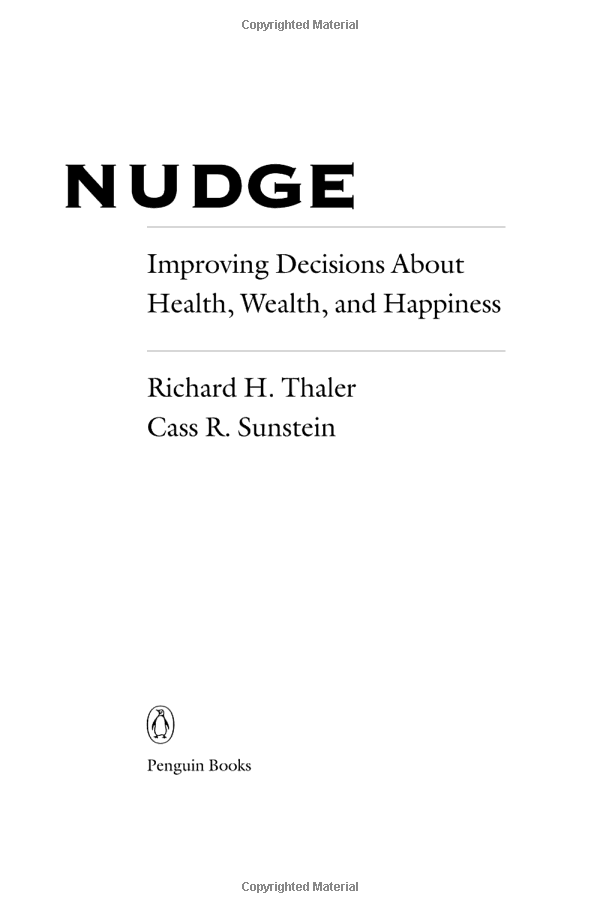 Copyrighted Material
NUDGE
Improving Decisions About
Health, Wealth, and Happiness
Richard H. Thaler
Cass R. Sunstein
Penguin Books
Copyrighted Material